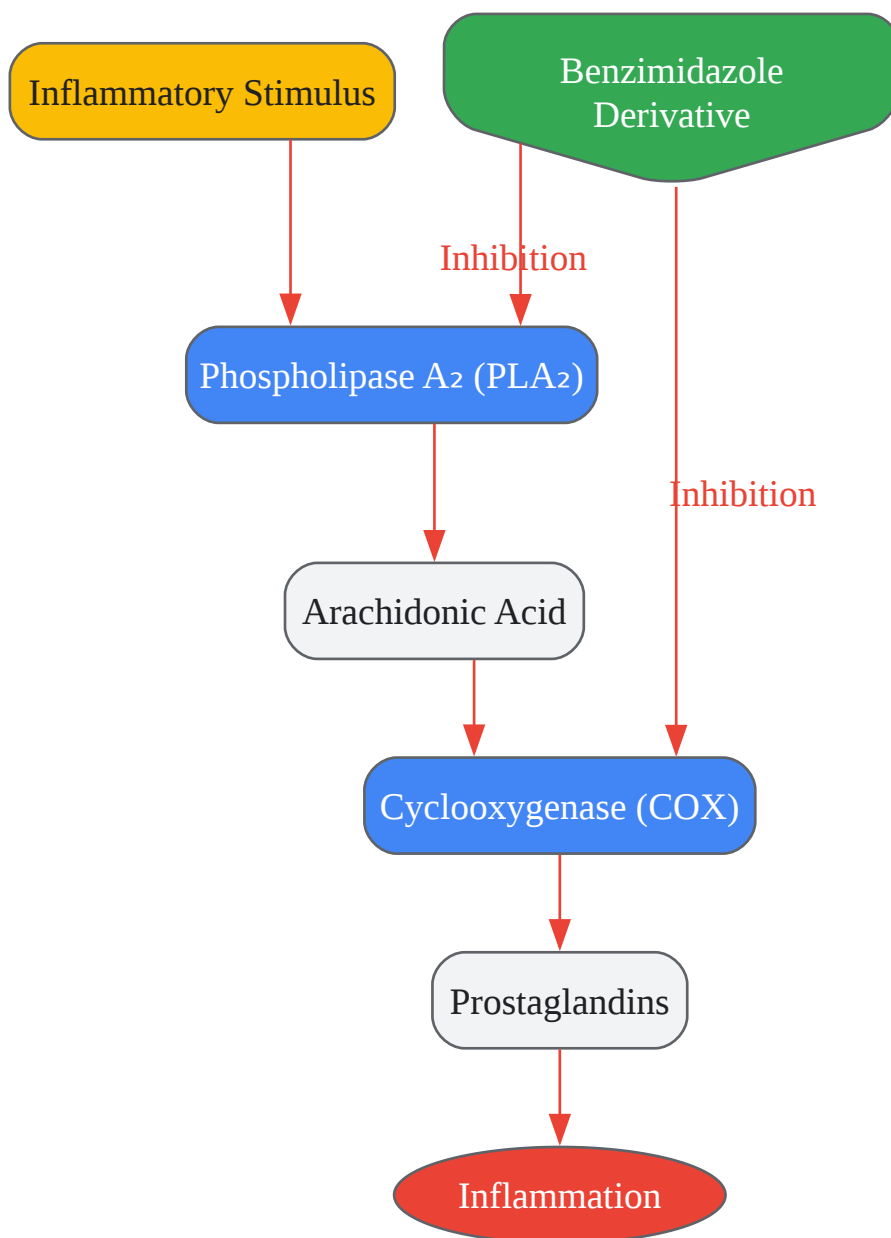 Inflammatory Stimulus
Benzimidazole
Derivative
Inhibition
Phospholipase A₂ (PLA₂)
Inhibition
Arachidonic Acid
Cyclooxygenase (COX)
Prostaglandins
Inflammation